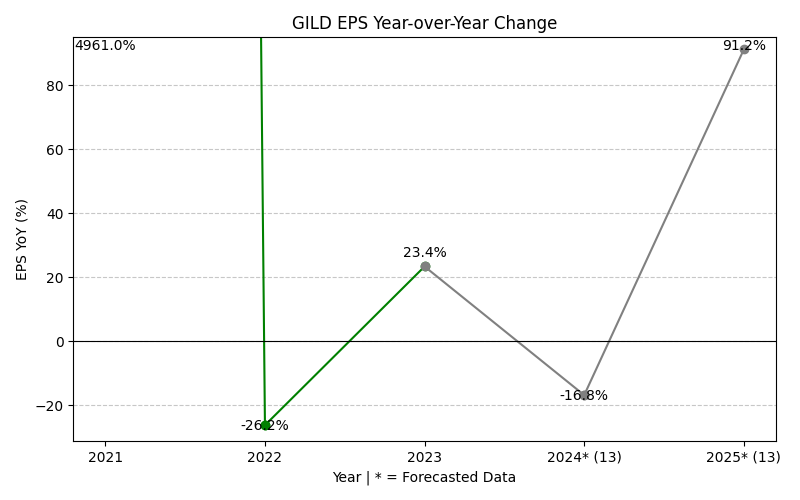 GILD EPS Year-over-Year Change
4961.0%
91.2%
80
60
40
23.4%
20
0
-16.8%
−20
-26.2%
EPS YoY (%)
2021 2022 2023 2024* (13) 2025* (13)
Year | * = Forecasted Data